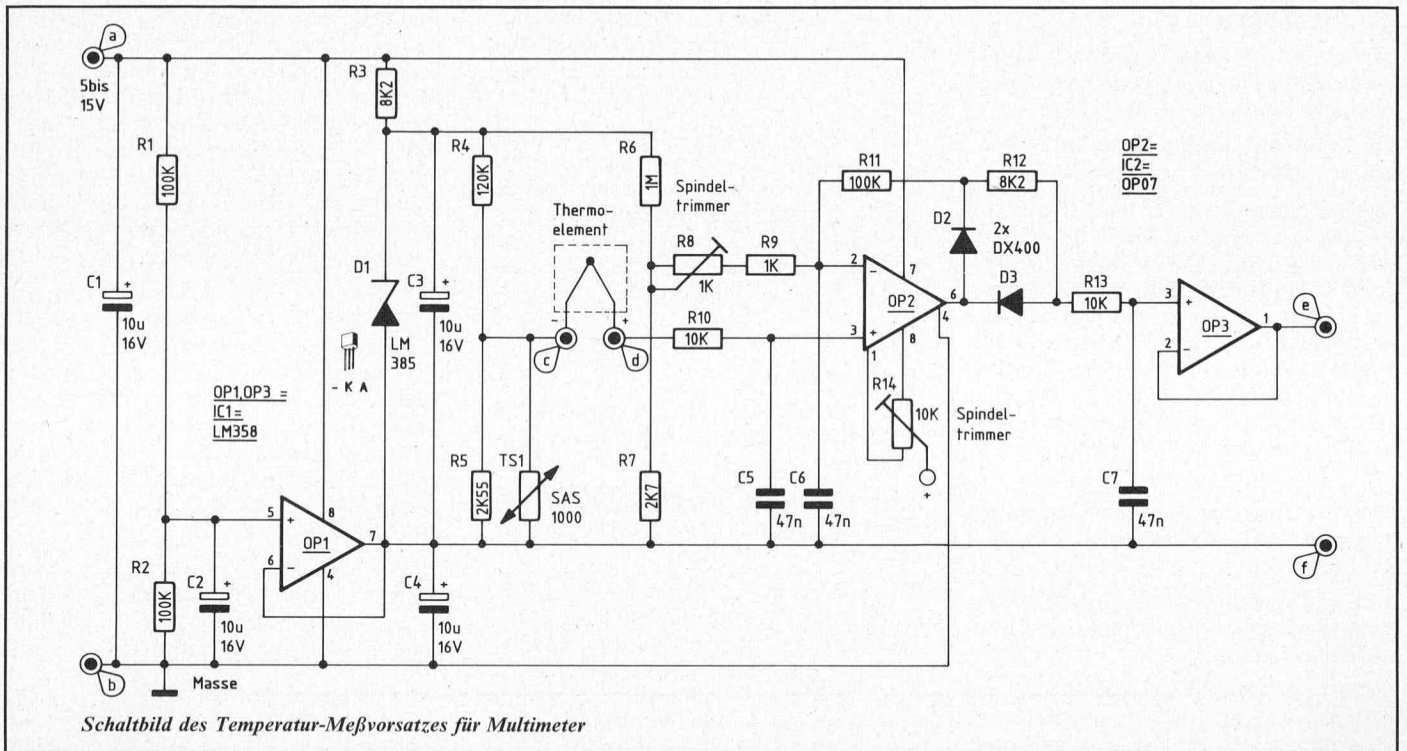 a
5bis
15V
R1
100K
C1
+
10u
16V
R2
100K
C2
+
10u
16V
b
Masse
OP1,OP3 =
IC1=
LM358
5
+
6
−
8
OP1
7
4
R3
8K2
D1
LM
385
- K A
C3
+
10u
16V
C4
+
10u
16V
R4
120K
R5
2K55
TS1
SAS
1000
Thermo-
element
-
+
c
d
R6
1M
Spindel-
trimmer
R8
1K
R9
1K
R10
10K
R7
2K7
C5
47n
C6
47n
R11
100K
R12
8K2
D2
2x
DX400
D3
2
−
7
OP2
6
4
3
+
1
8
R14
10K
Spindel-
trimmer
+
OP2=
IC2=
OP07
R13
10K
3
+
1
OP3
2
−
C7
47n
e
f
Schaltbild des Temperatur-Meßvorsatzes für Multimeter